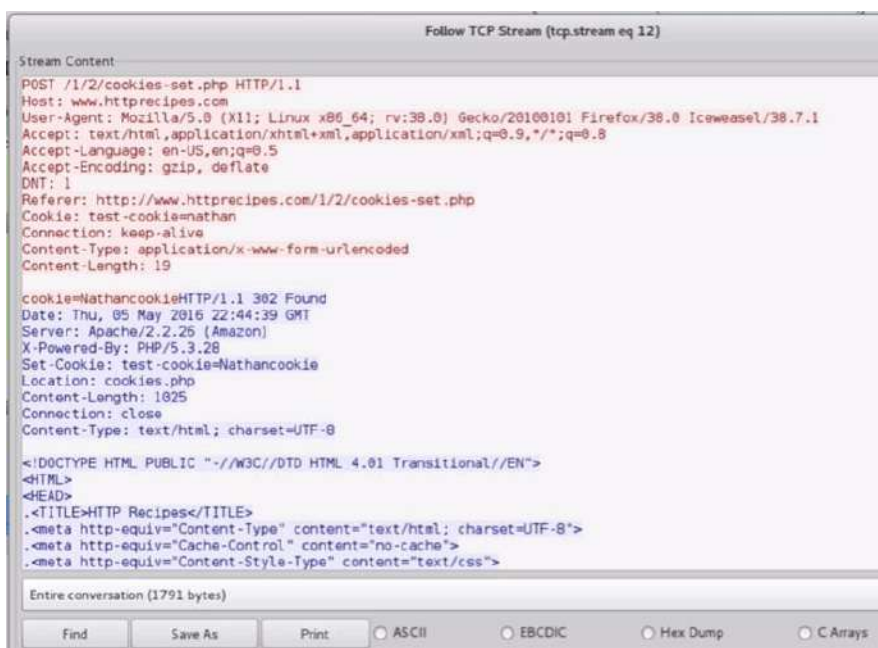 Follow TCP Stream (tcp.stream eq 12)
Stream Content
POST /1/2/cookies-set.php HTTP/1.1
Host: www.httprecipes.com
User-Agent: Mozilla/5.0 (X11; Linux x86_64; rv:38.0) Gecko/20100101 Firefox/38.0 Iceweasel/38.7.1
Accept: text/html,application/xhtml+xml,application/xml;q=0.9,*/*;q=0.8
Accept-Language: en-US,en;q=0.5
Accept-Encoding: gzip, deflate
DNT: 1
Referer: http://www.httprecipes.com/1/2/cookies-set.php
Cookie: test-cookie=nathan
Connection: keep-alive
Content-Type: application/x-www-form-urlencoded
Content-Length: 19
cookie=NathancookieHTTP/1.1 302 Found
Date: Thu, 05 May 2016 22:44:39 GMT
Server: Apache/2.2.26 (Amazon)
X-Powered-By: PHP/5.3.28
Set-Cookie: test-cookie=Nathancookie
Location: cookies.php
Content-Length: 1025
Connection: close
Content-Type: text/html; charset=UTF-8
<!DOCTYPE HTML PUBLIC "-//W3C//DTD HTML 4.01 Transitional//EN">
<HTML>
<HEAD>
.<TITLE>HTTP Recipes</TITLE>
.<meta http-equiv="Content-Type" content="text/html; charset=UTF-8">
.<meta http-equiv="Cache-Control" content="no-cache">
.<meta http-equiv="Content-Style-Type" content="text/css">
Entire conversation (1791 bytes)
Find Save As Print ASCII EBCDIC Hex Dump C Arrays